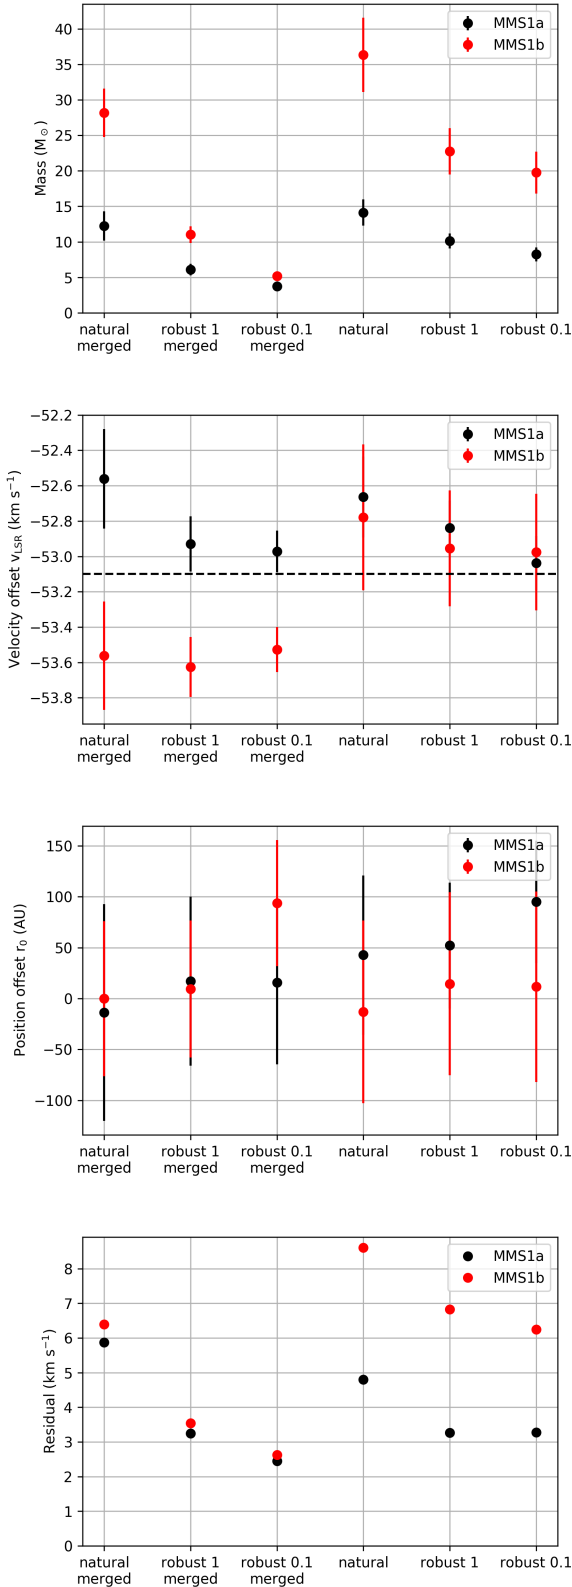 40
35
30
25
20
15
10
5
0
Mass (M⊙)
MMS1a
MMS1b
natural merged
robust 1 merged
robust 0.1 merged
natural
robust 1
robust 0.1
−52.2
−52.4
−52.6
−52.8
−53.0
−53.2
−53.4
−53.6
−53.8
Velocity offset vLSR (km s−1)
MMS1a
MMS1b
natural merged
robust 1 merged
robust 0.1 merged
natural
robust 1
robust 0.1
150
100
50
0
−50
−100
Position offset r0 (AU)
MMS1a
MMS1b
natural merged
robust 1 merged
robust 0.1 merged
natural
robust 1
robust 0.1
8
7
6
5
4
3
2
1
0
Residual (km s−1)
MMS1a
MMS1b
natural merged
robust 1 merged
robust 0.1 merged
natural
robust 1
robust 0.1